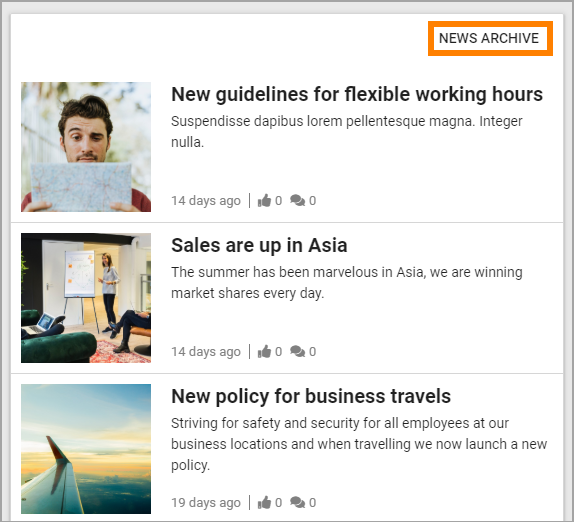 NEWS ARCHIVE
New guidelines for flexible working hours
Suspendisse dapibus lorem pellentesque magna. Integer
nulla.
14 days ago | 0 0
Sales are up in Asia
The summer has been marvelous in Asia, we are winning
market shares every day.
14 days ago | 0 0
New policy for business travels
Striving for safety and security for all employees at our
business locations and when travelling we now launch a new
policy.
19 days ago | 0 0